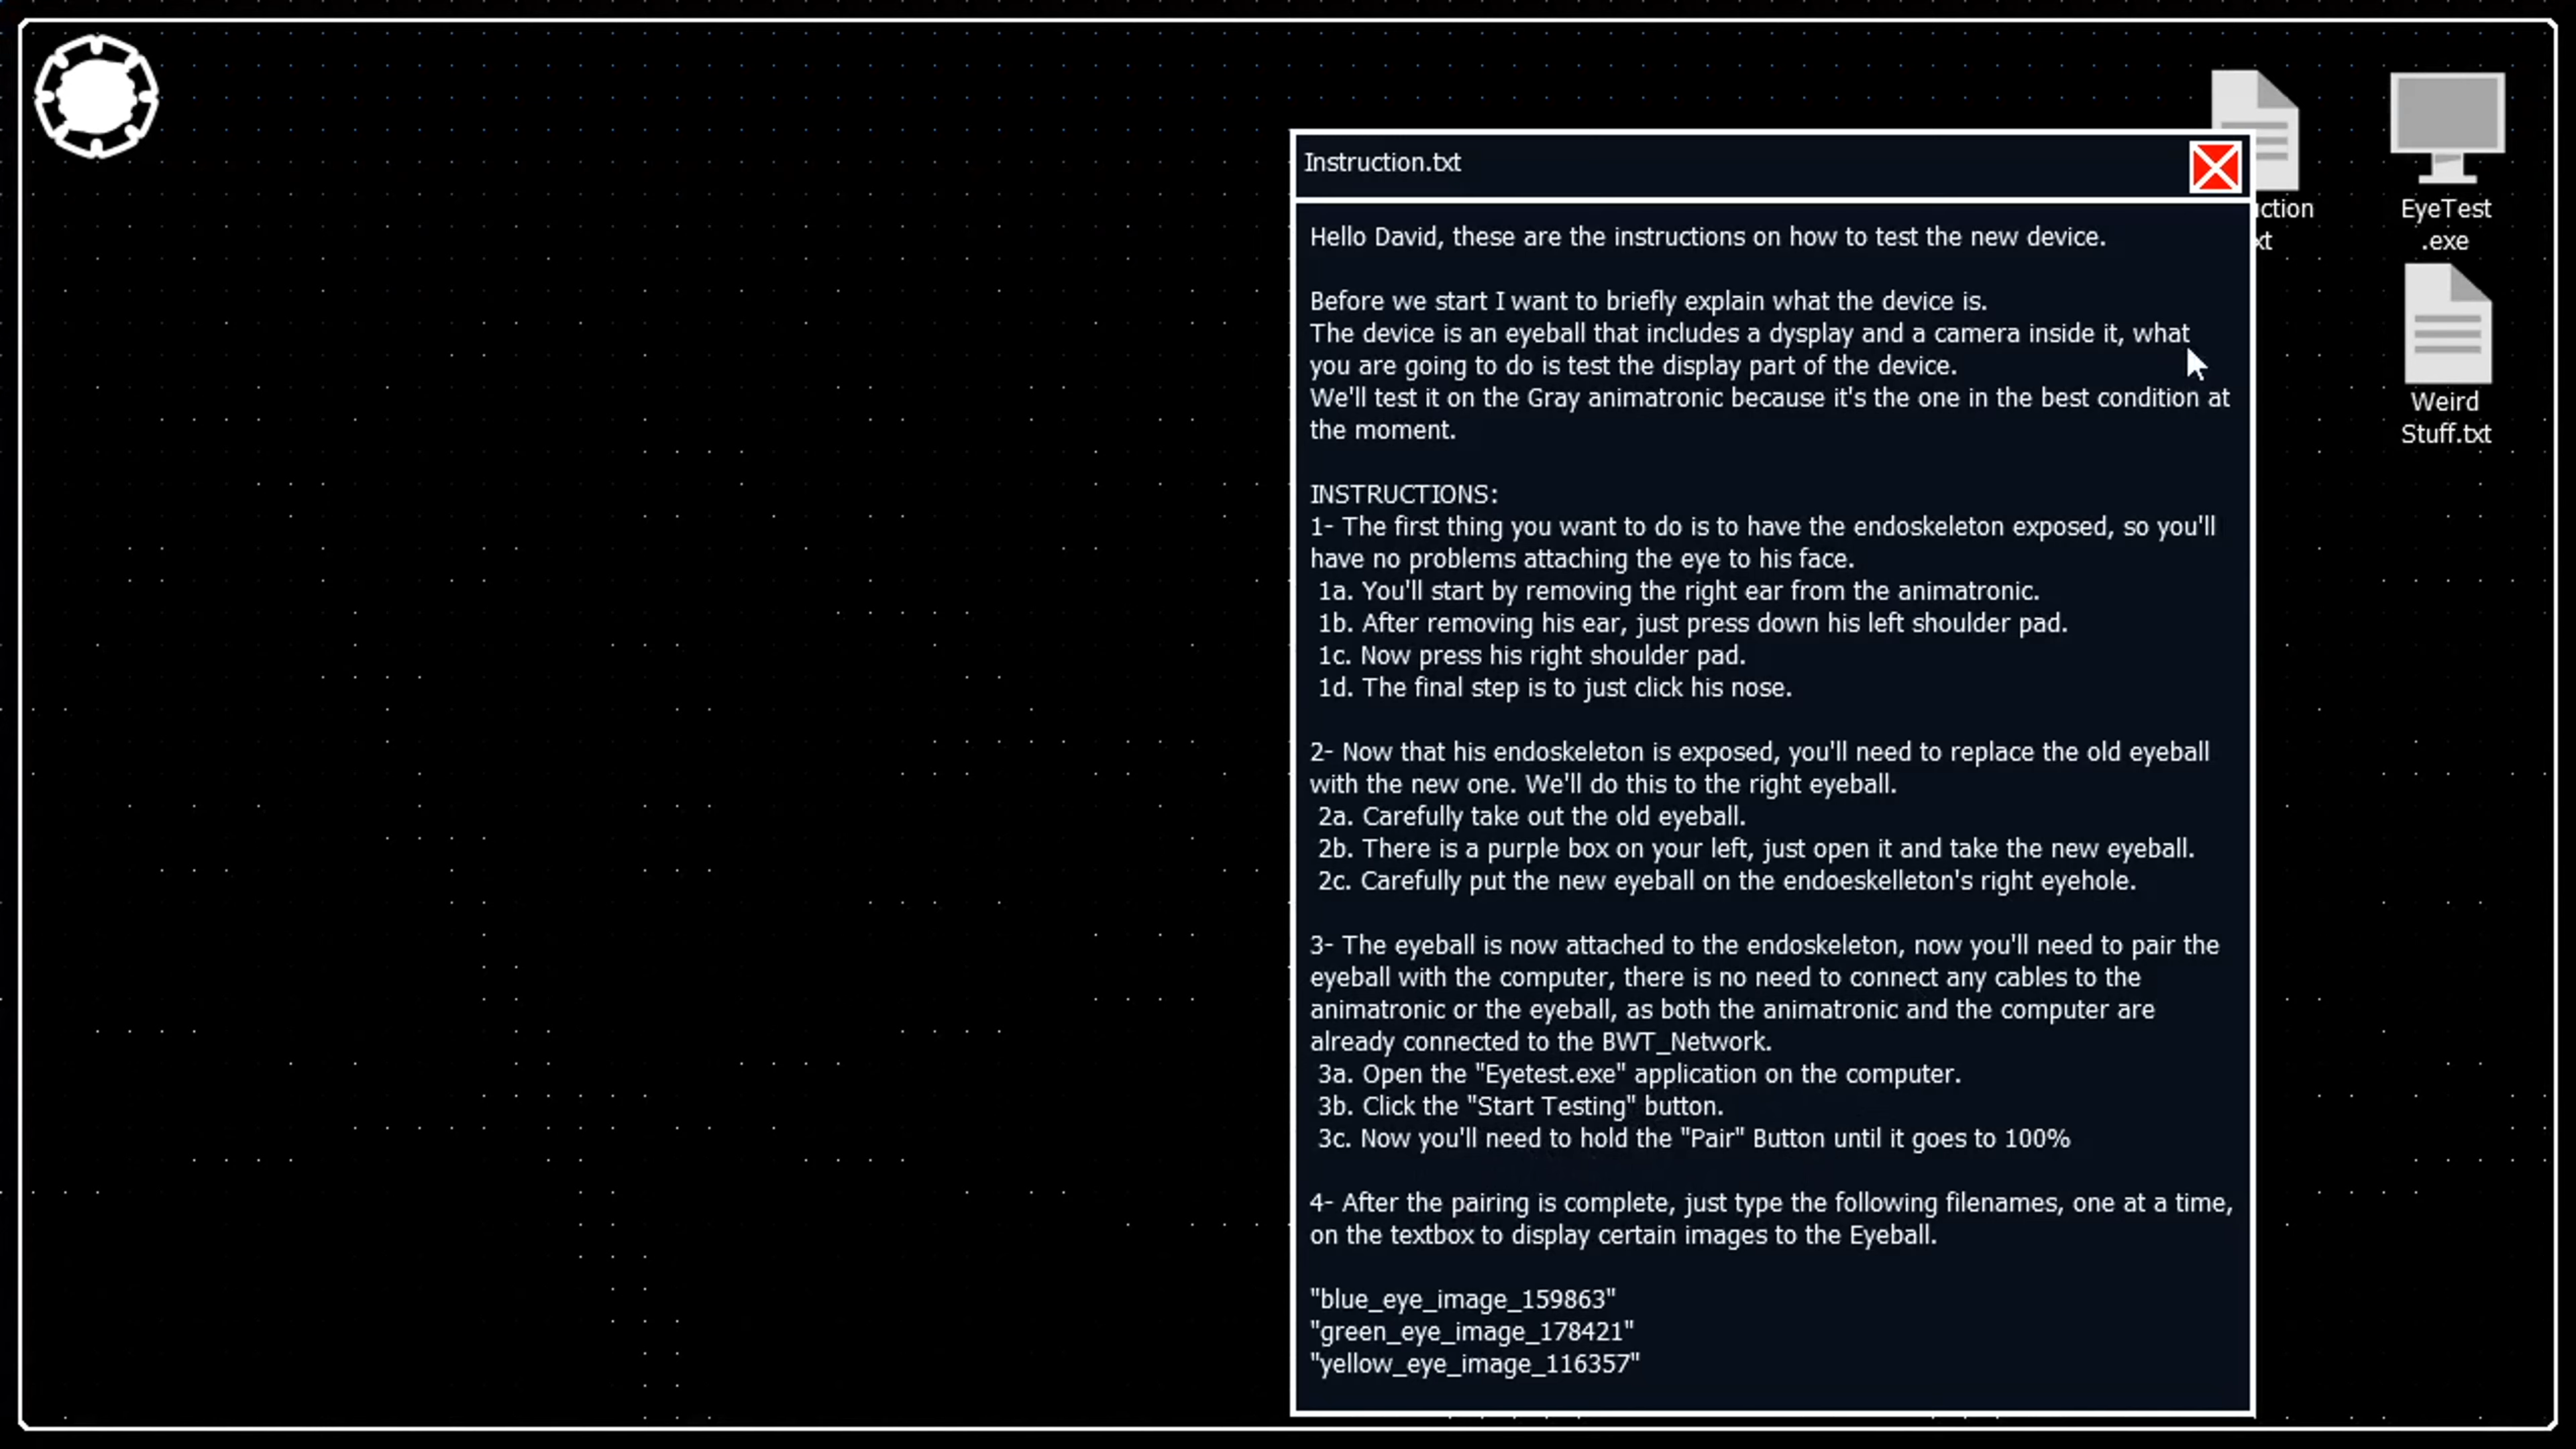 Instruction.txt
Hello David, these are the instructions on how to test the new device.
Before we start I want to briefly explain what the device is.
The device is an eyeball that includes a dysplay and a camera inside it, what
you are going to do is test the display part of the device.
We'll test it on the Gray animatronic because it's the one in the best condition at
the moment.
INSTRUCTIONS:
1- The first thing you want to do is to have the endoskeleton exposed, so you'll
have no problems attaching the eye to his face.
1a. You'll start by removing the right ear from the animatronic.
1b. After removing his ear, just press down his left shoulder pad.
1c. Now press his right shoulder pad.
1d. The final step is to just click his nose.
2- Now that his endoskeleton is exposed, you'll need to replace the old eyeball
with the new one. We'll do this to the right eyeball.
2a. Carefully take out the old eyeball.
2b. There is a purple box on your left, just open it and take the new eyeball.
2c. Carefully put the new eyeball on the endoeskelleton's right eyehole.
3- The eyeball is now attached to the endoskeleton, now you'll need to pair the
eyeball with the computer, there is no need to connect any cables to the
animatronic or the eyeball, as both the animatronic and the computer are
already connected to the BWT_Network.
3a. Open the "Eyetest.exe" application on the computer.
3b. Click the "Start Testing" button.
3c. Now you'll need to hold the "Pair" Button until it goes to 100%
4- After the pairing is complete, just type the following filenames, one at a time,
on the textbox to display certain images to the Eyeball.
"blue_eye_image_159863"
"green_eye_image_178421"
"yellow_eye_image_116357"
ction
xt
EyeTest
.exe
Weird
Stuff.txt